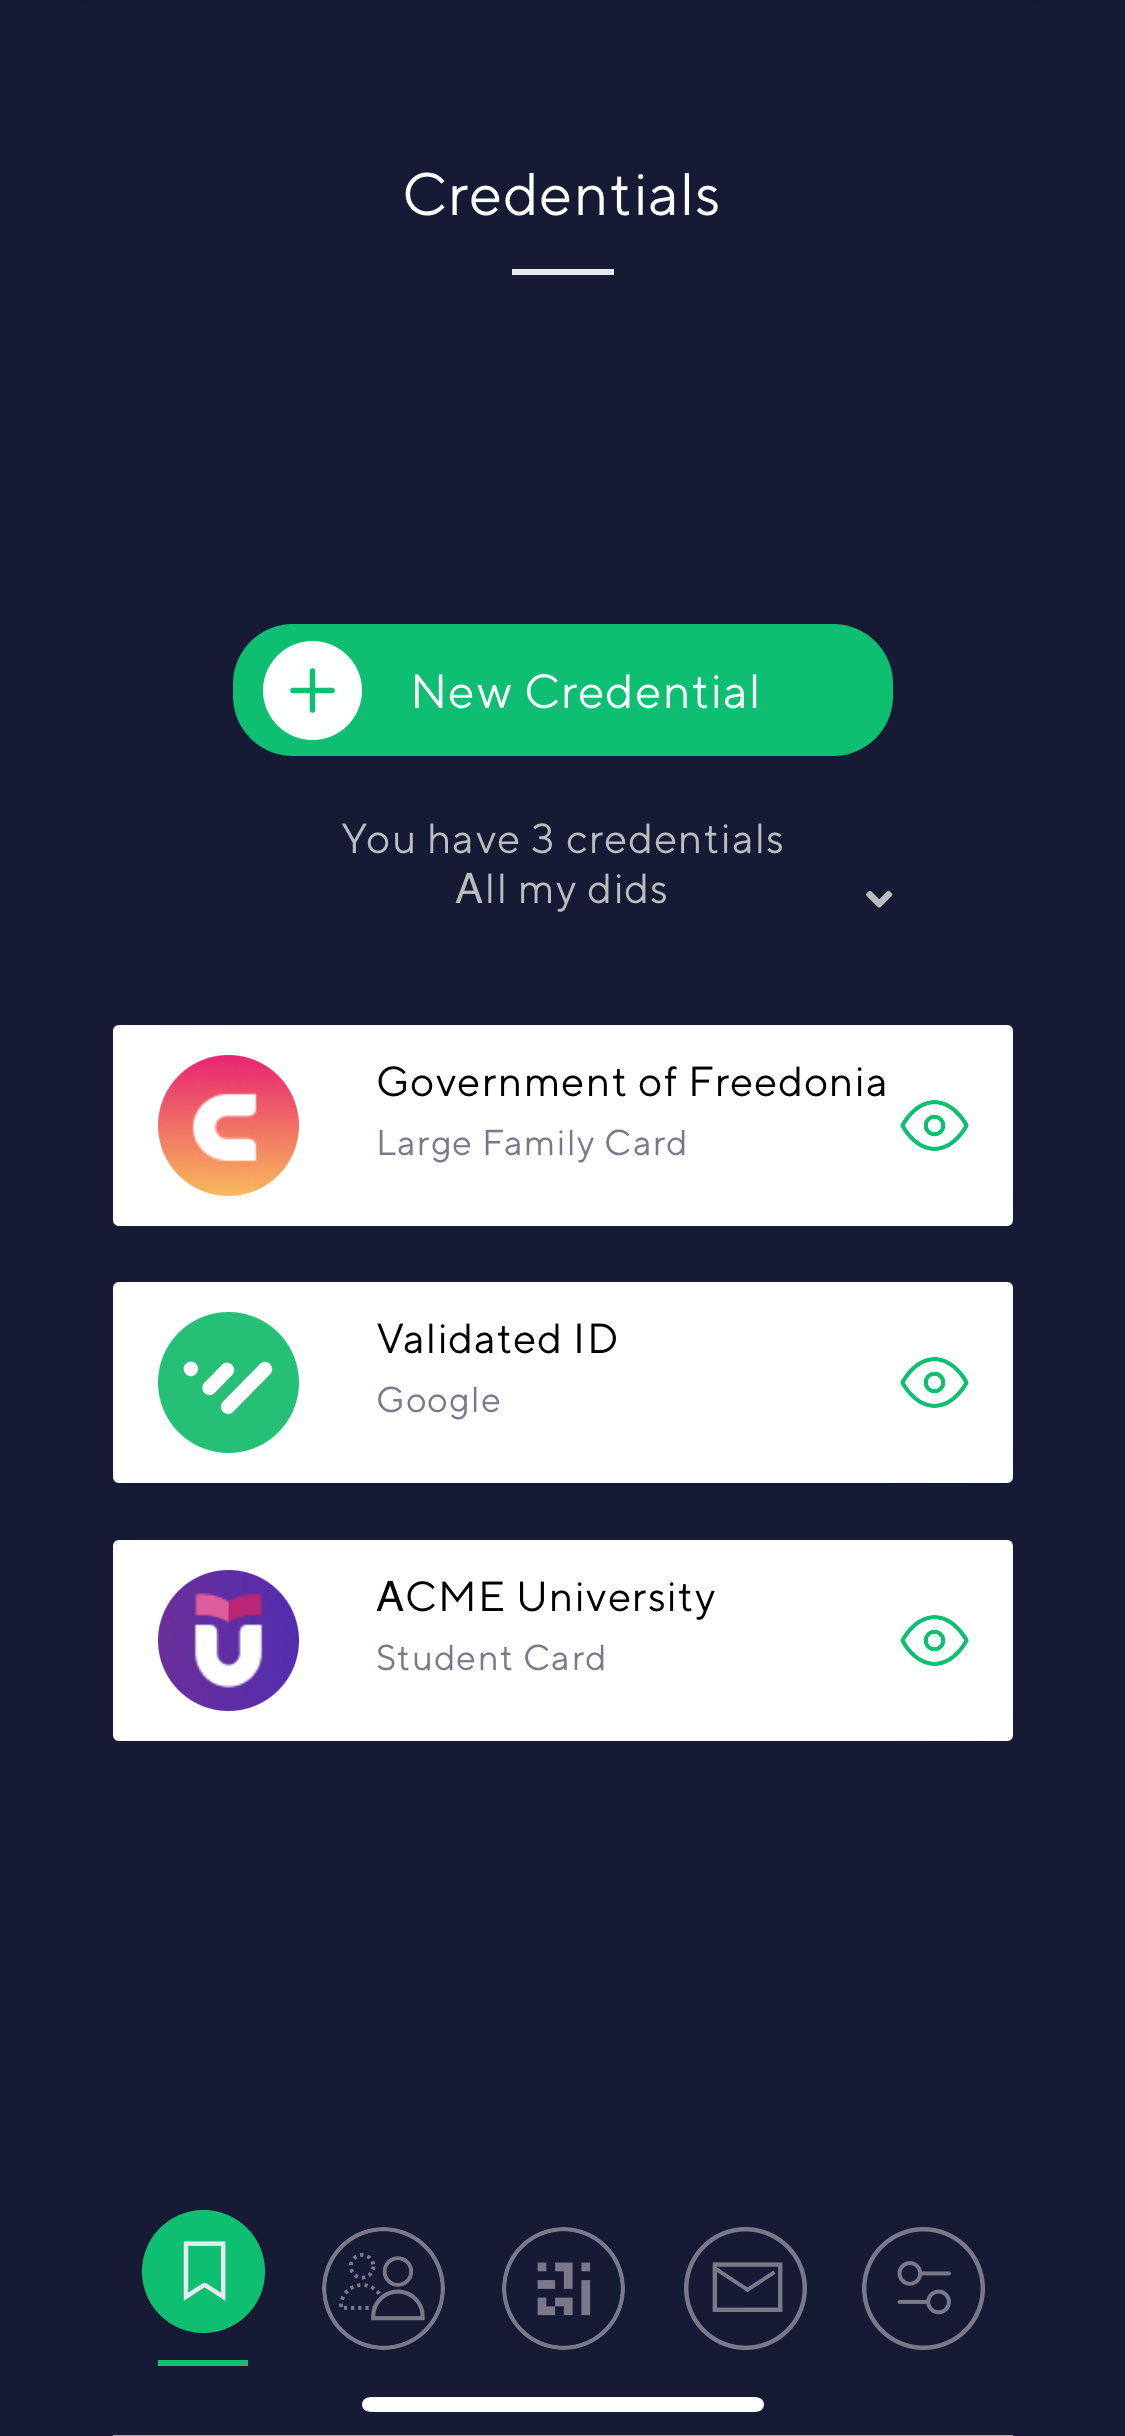 Credentials
New Credential
You have 3 credentials
All my dids
Government of Freedonia
Large Family Card
Validated ID
Google
ACME University
Student Card